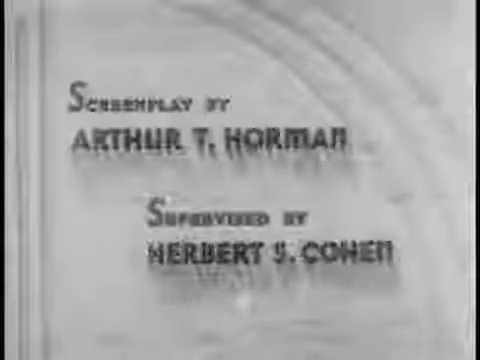 Screenplay by
ARTHUR T. HORMAN
Supervised by
HERBERT S. COHEN